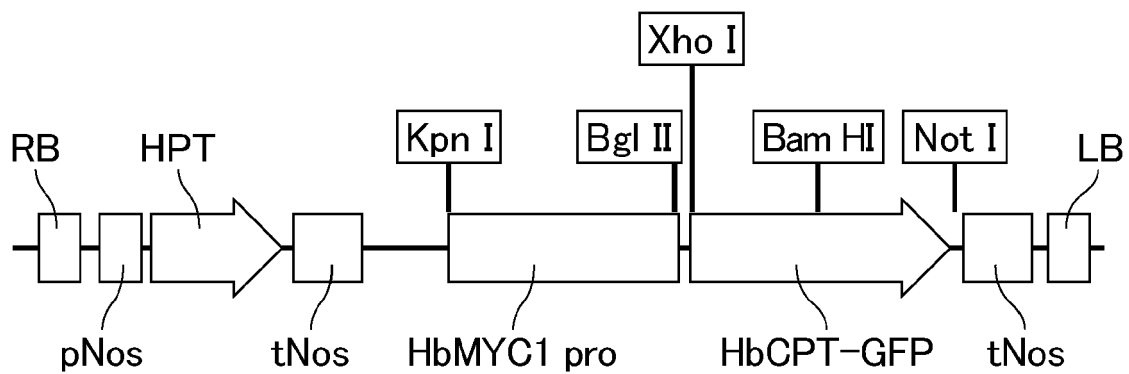 Xho I
Kpn I
Bgl II
Bam HI
Not I
RB
HPT
LB
pNos
tNos
HbMYC1 pro
HbCPT-GFP
tNos